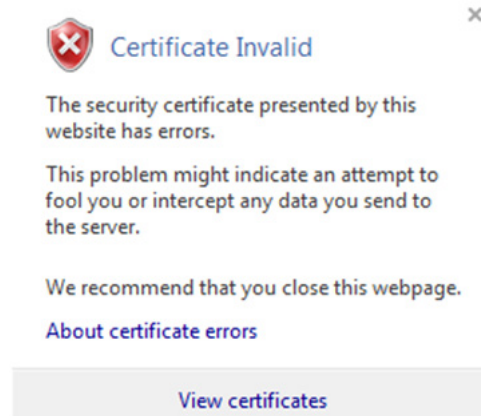 Certificate Invalid
The security certificate presented by this
website has errors.
This problem might indicate an attempt to
fool you or intercept any data you send to
the server.
We recommend that you close this webpage.
About certificate errors
View certificates